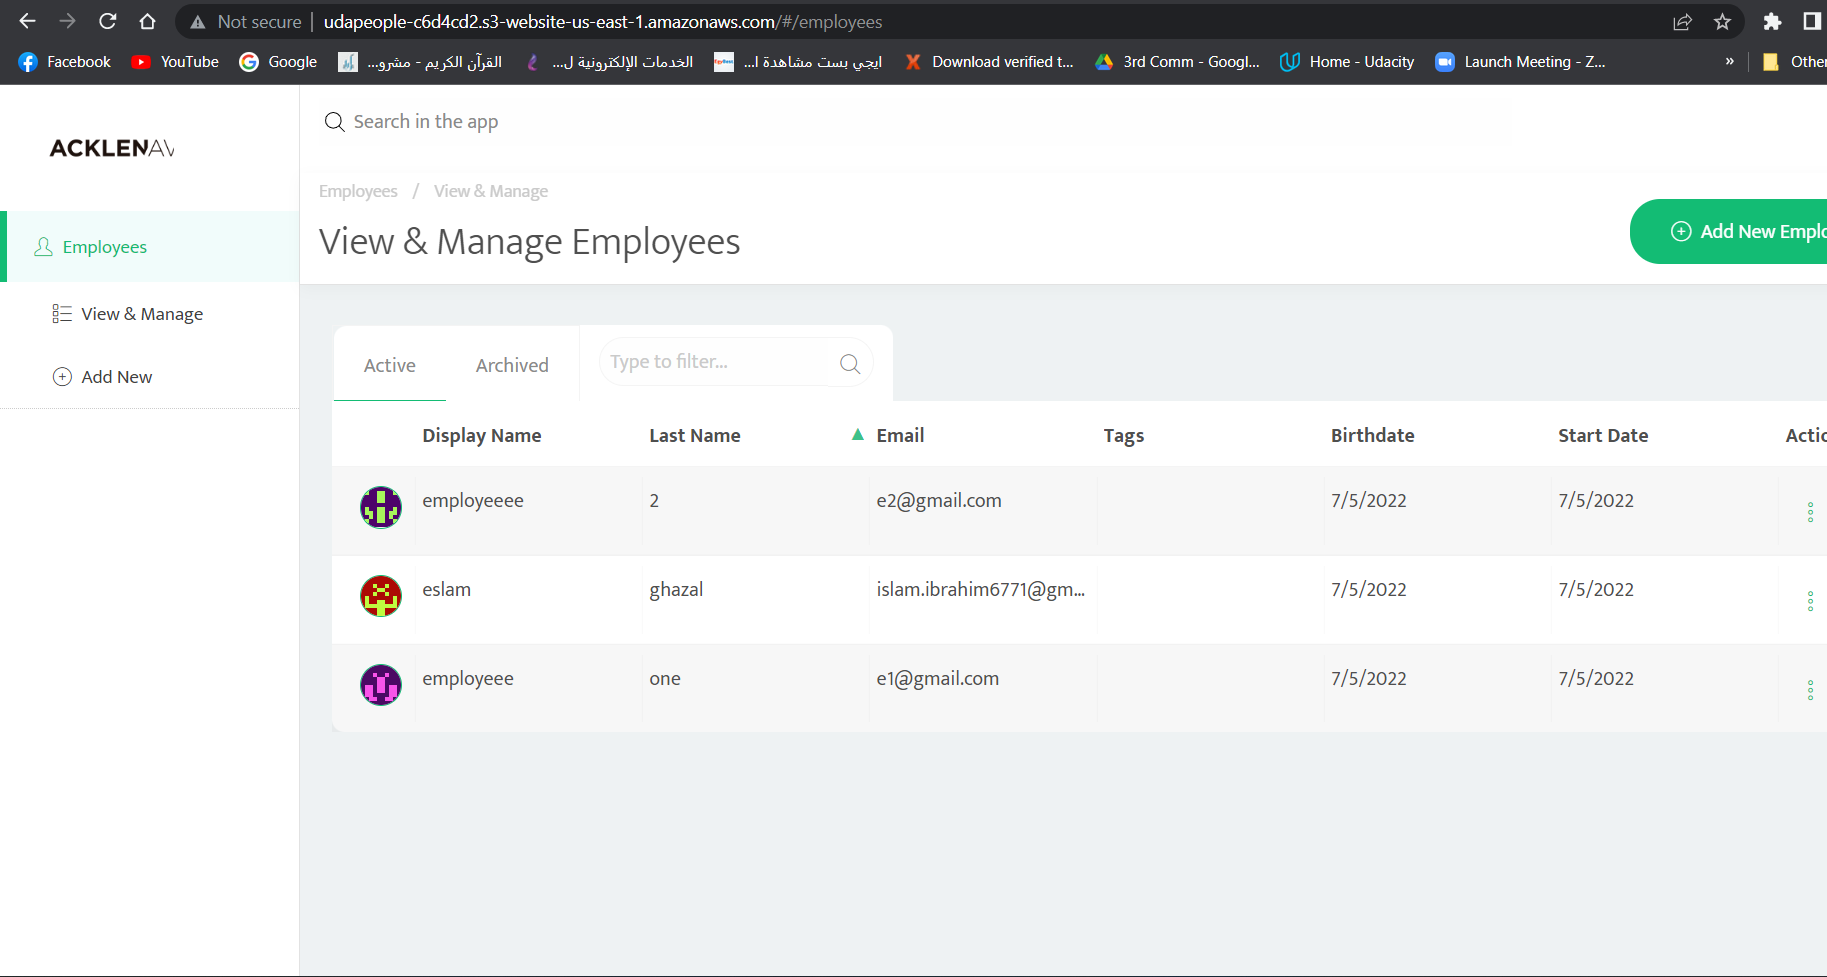 Not secure | udapeople-c6d4cd2.s3-website-us-east-1.amazonaws.com/#/employees
Facebook YouTube Google القرآن الكريم - مشرو... الخدمات الإلكترونية ل... ايجي بست مشاهدة ا... Download verified t... 3rd Comm - Googl... Home - Udacity Launch Meeting - Z... » Other
ACKLENAV
Search in the app
Employees / View & Manage
View & Manage Employees
Add New Emplo
Employees
View & Manage
Add New
Active Archived Type to filter...
Display Name Last Name Email Tags Birthdate Start Date Actio
employeeee 2 e2@gmail.com 7/5/2022 7/5/2022
eslam ghazal islam.ibrahim6771@gm... 7/5/2022 7/5/2022
employeee one e1@gmail.com 7/5/2022 7/5/2022